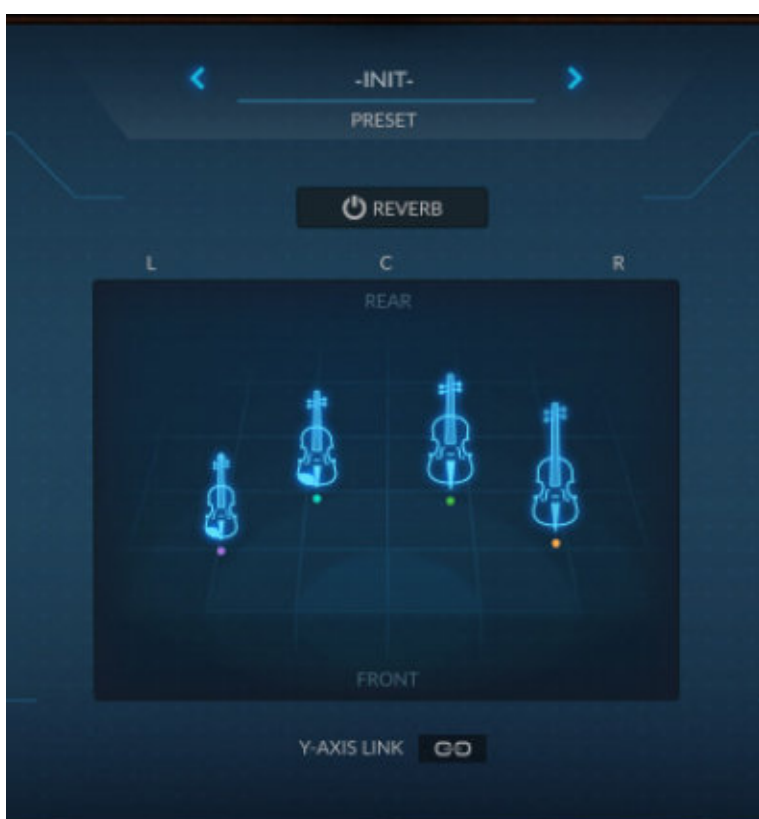 -INIT-
PRESET
REVERB
L C R
REAR
FRONT
Y-AXIS LINK